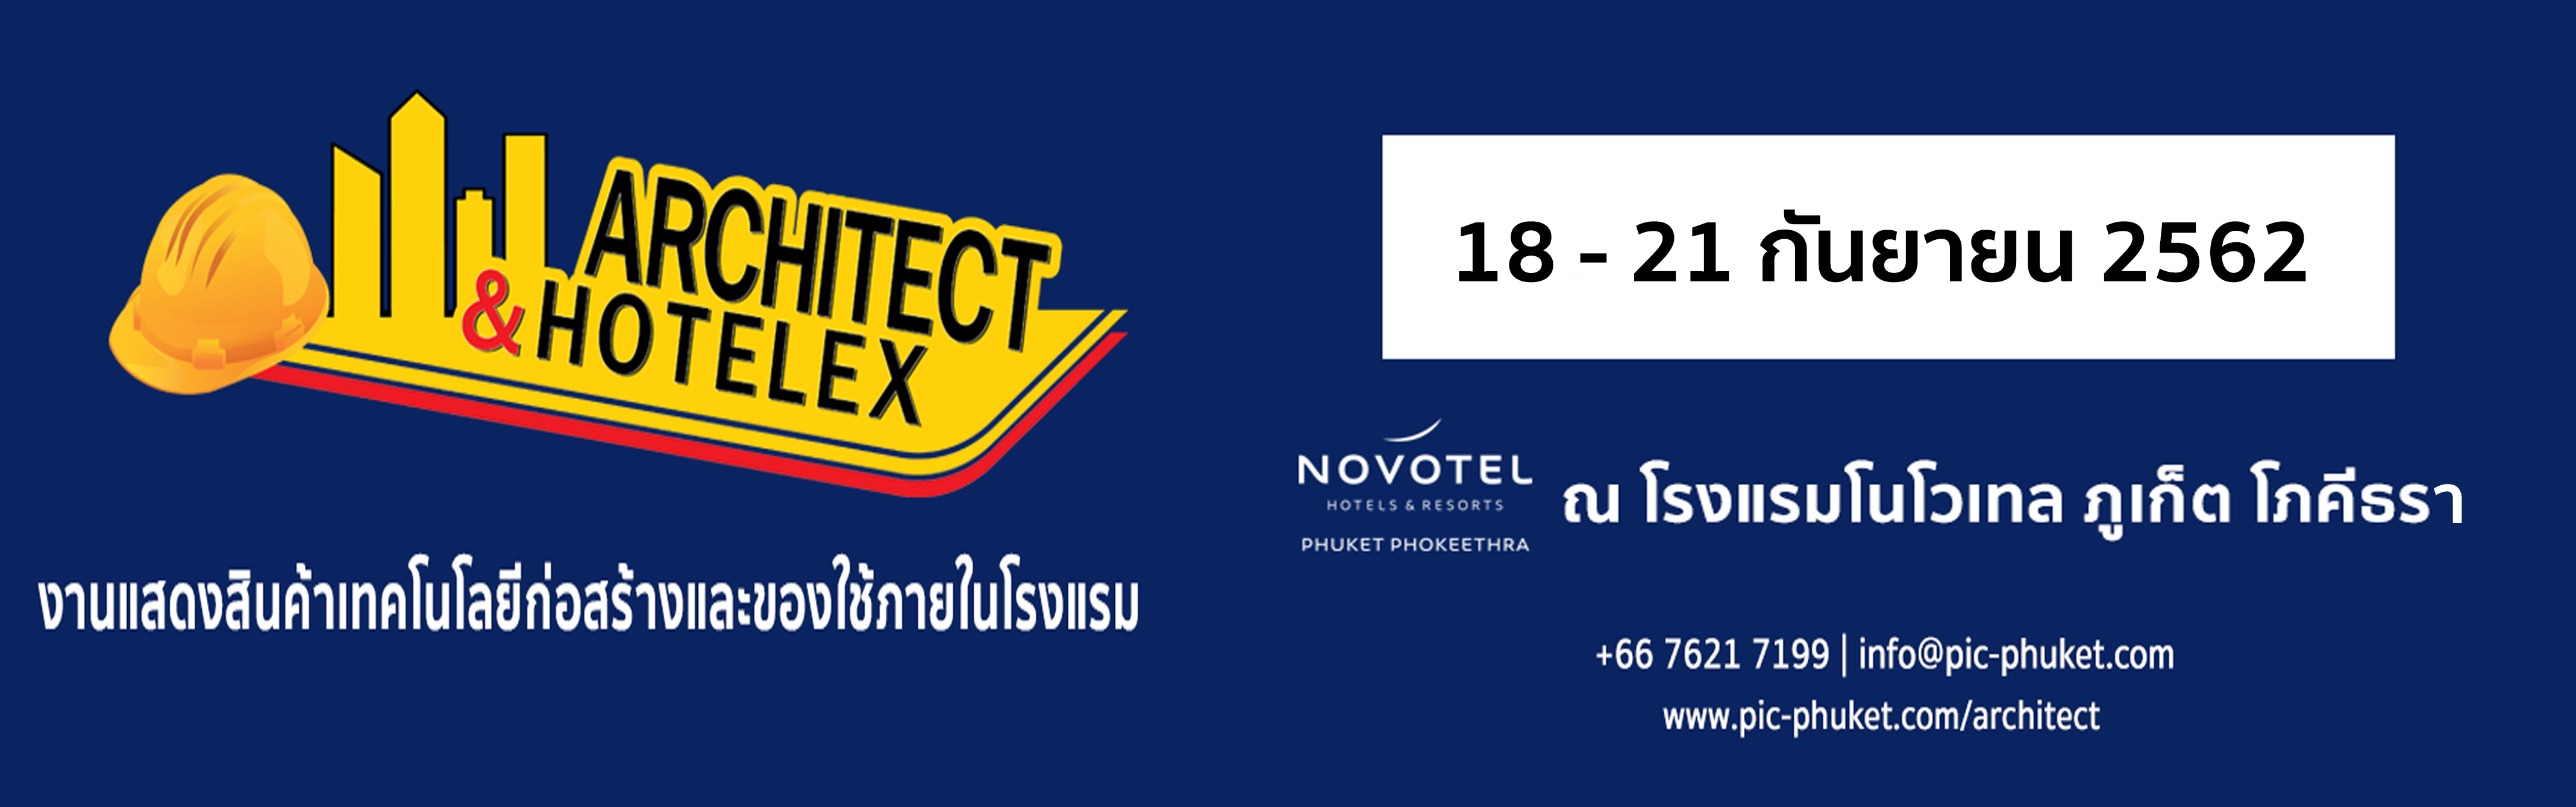 ARCHITECT
& HOTELEX
งานแสดงสินค้าเทคโนโลยีก่อสร้างและของใช้ภายในโรงแรม
18 - 21 กันยายน 2562
NOVOTEL
HOTELS & RESORTS
PHUKET PHOKEETHRA
ณ โรงแรมโนโวเทล ภูเก็ต โภคีธรา
+66 7621 7199 | info@pic-phuket.com
www.pic-phuket.com/architect